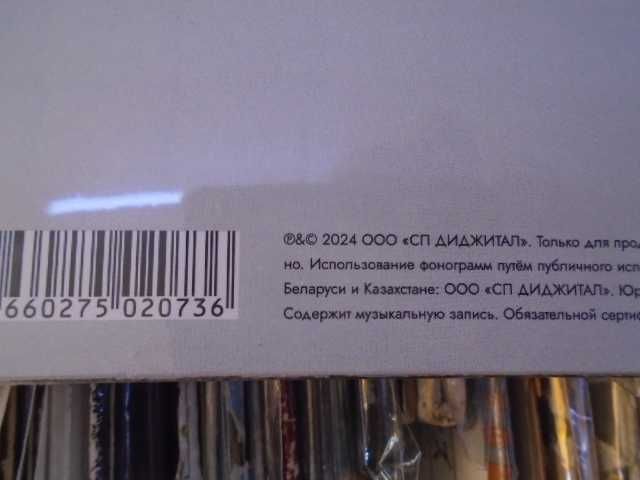 ℗&© 2024 ООО «СП ДИДЖИТАЛ». Только для прод
но. Использование фонограмм путём публичного исп
Беларуси и Казахстане: ООО «СП ДИДЖИТАЛ». Юр
Содержит музыкальную запись. Обязательной серти
660275 020736